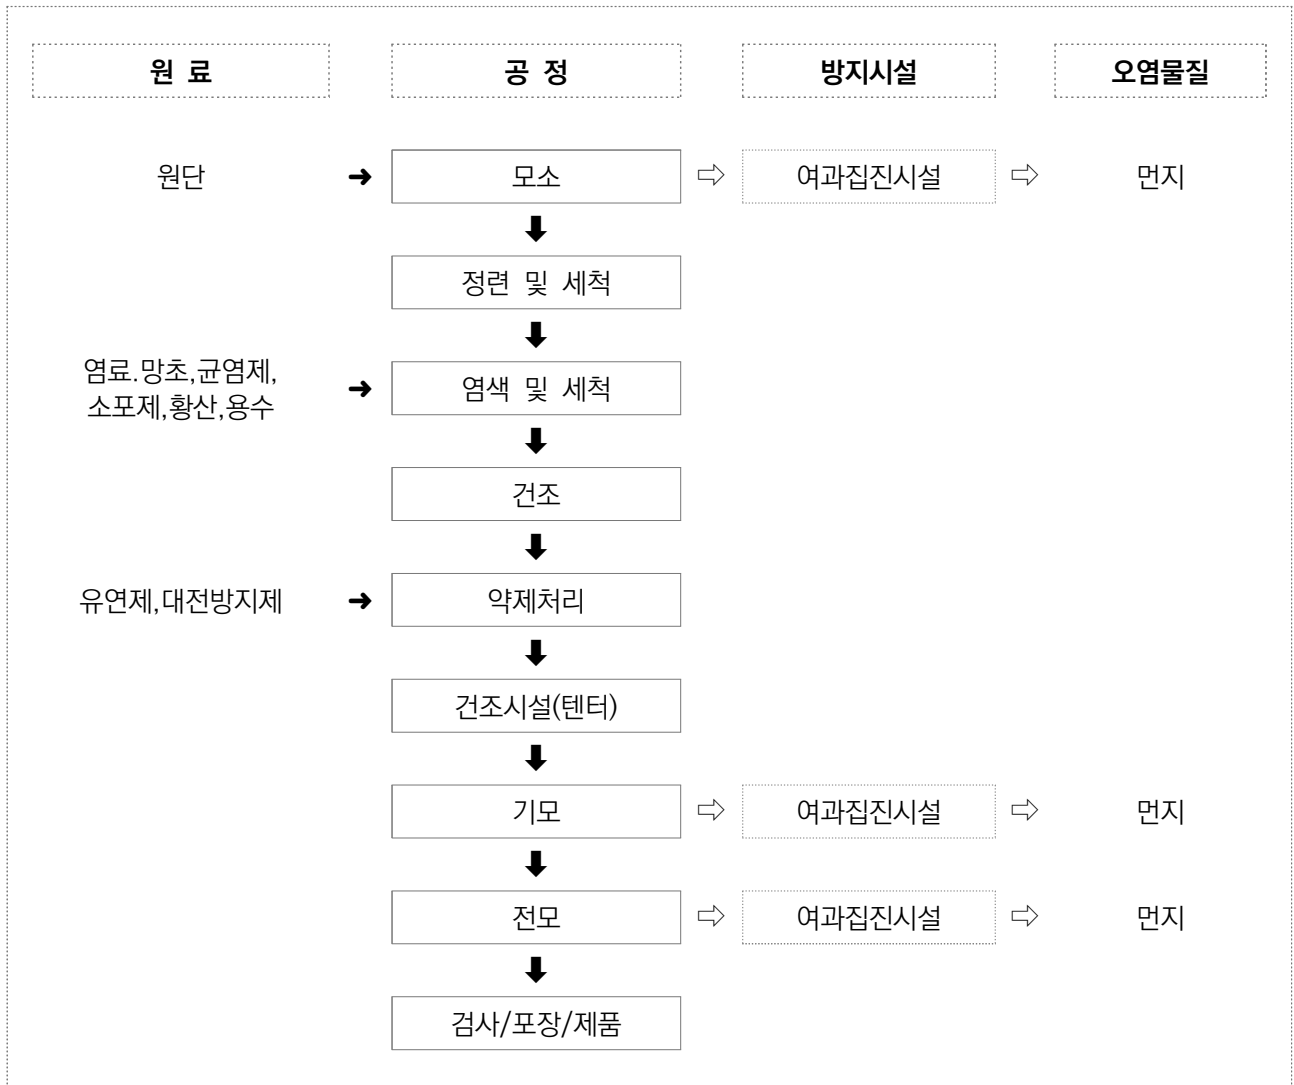 원 료
공 정
방지시설
오염물질
원단
모소
여과집진시설
먼지
정련 및 세척
염료.망초,균염제,
소포제,황산,용수
염색 및 세척
건조
유연제,대전방지제
약제처리
건조시설(텐터)
기모
여과집진시설
먼지
전모
여과집진시설
먼지
검사/포장/제품